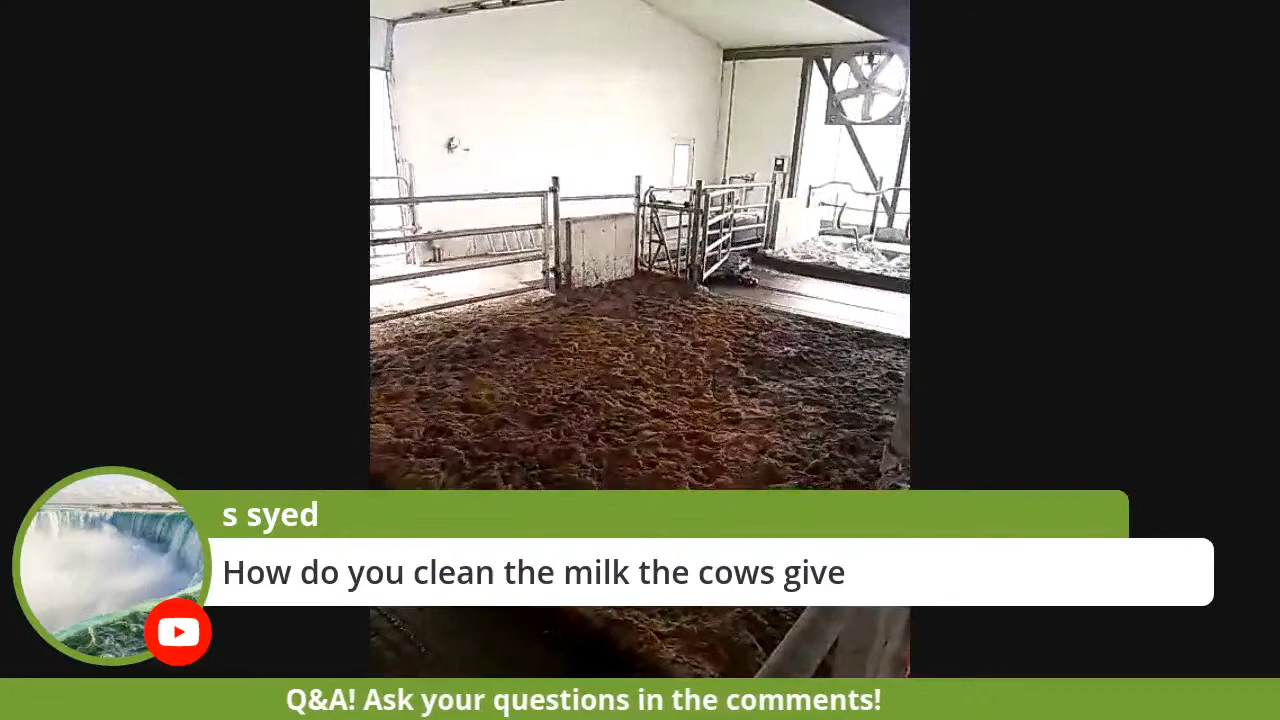 s syed
How do you clean the milk the cows give
Q&A! Ask your questions in the comments!